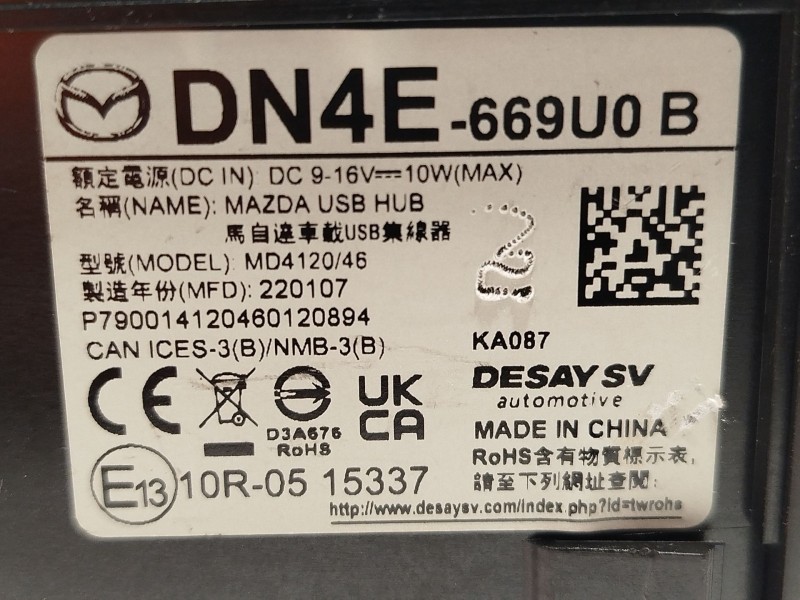 DN4E-669U0 B
額定電源(DC IN): DC 9-16V⎓10W(MAX)
名稱(NAME): MAZDA USB HUB
馬自達車載USB集線器
型號(MODEL): MD4120/46
製造年份(MFD): 220107
P790014120460120894
CAN ICES-3(B)/NMB-3(B)
KA087
CE
UK
CA
D3A676
RoHS
DESAY SV
automotive
MADE IN CHINA
RoHS含有物質標示表,
請至下列網址查閱:
http://www.desaysv.com/index.php?id=twrohs
E13 10R-05 15337